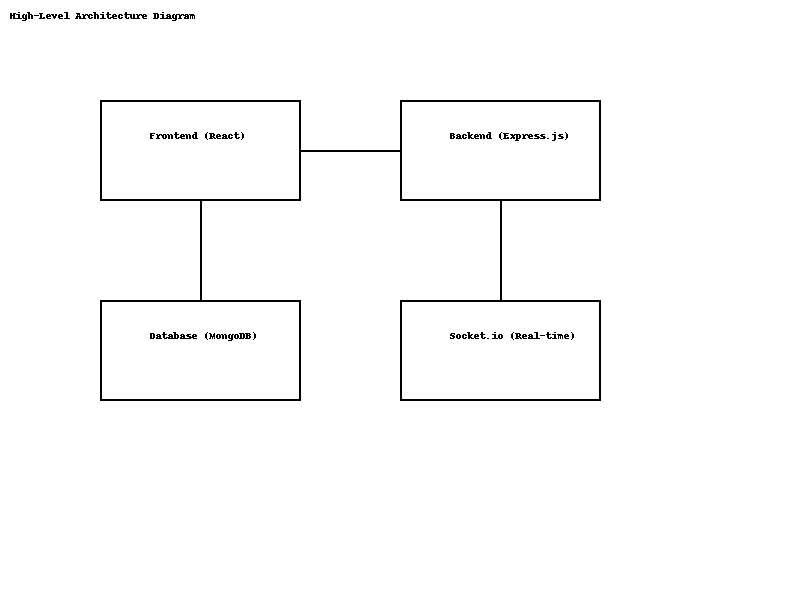 High-Level Architecture Diagram
Frontend (React)
Backend (Express.js)
Database (MongoDB)
Socket.io (Real-time)